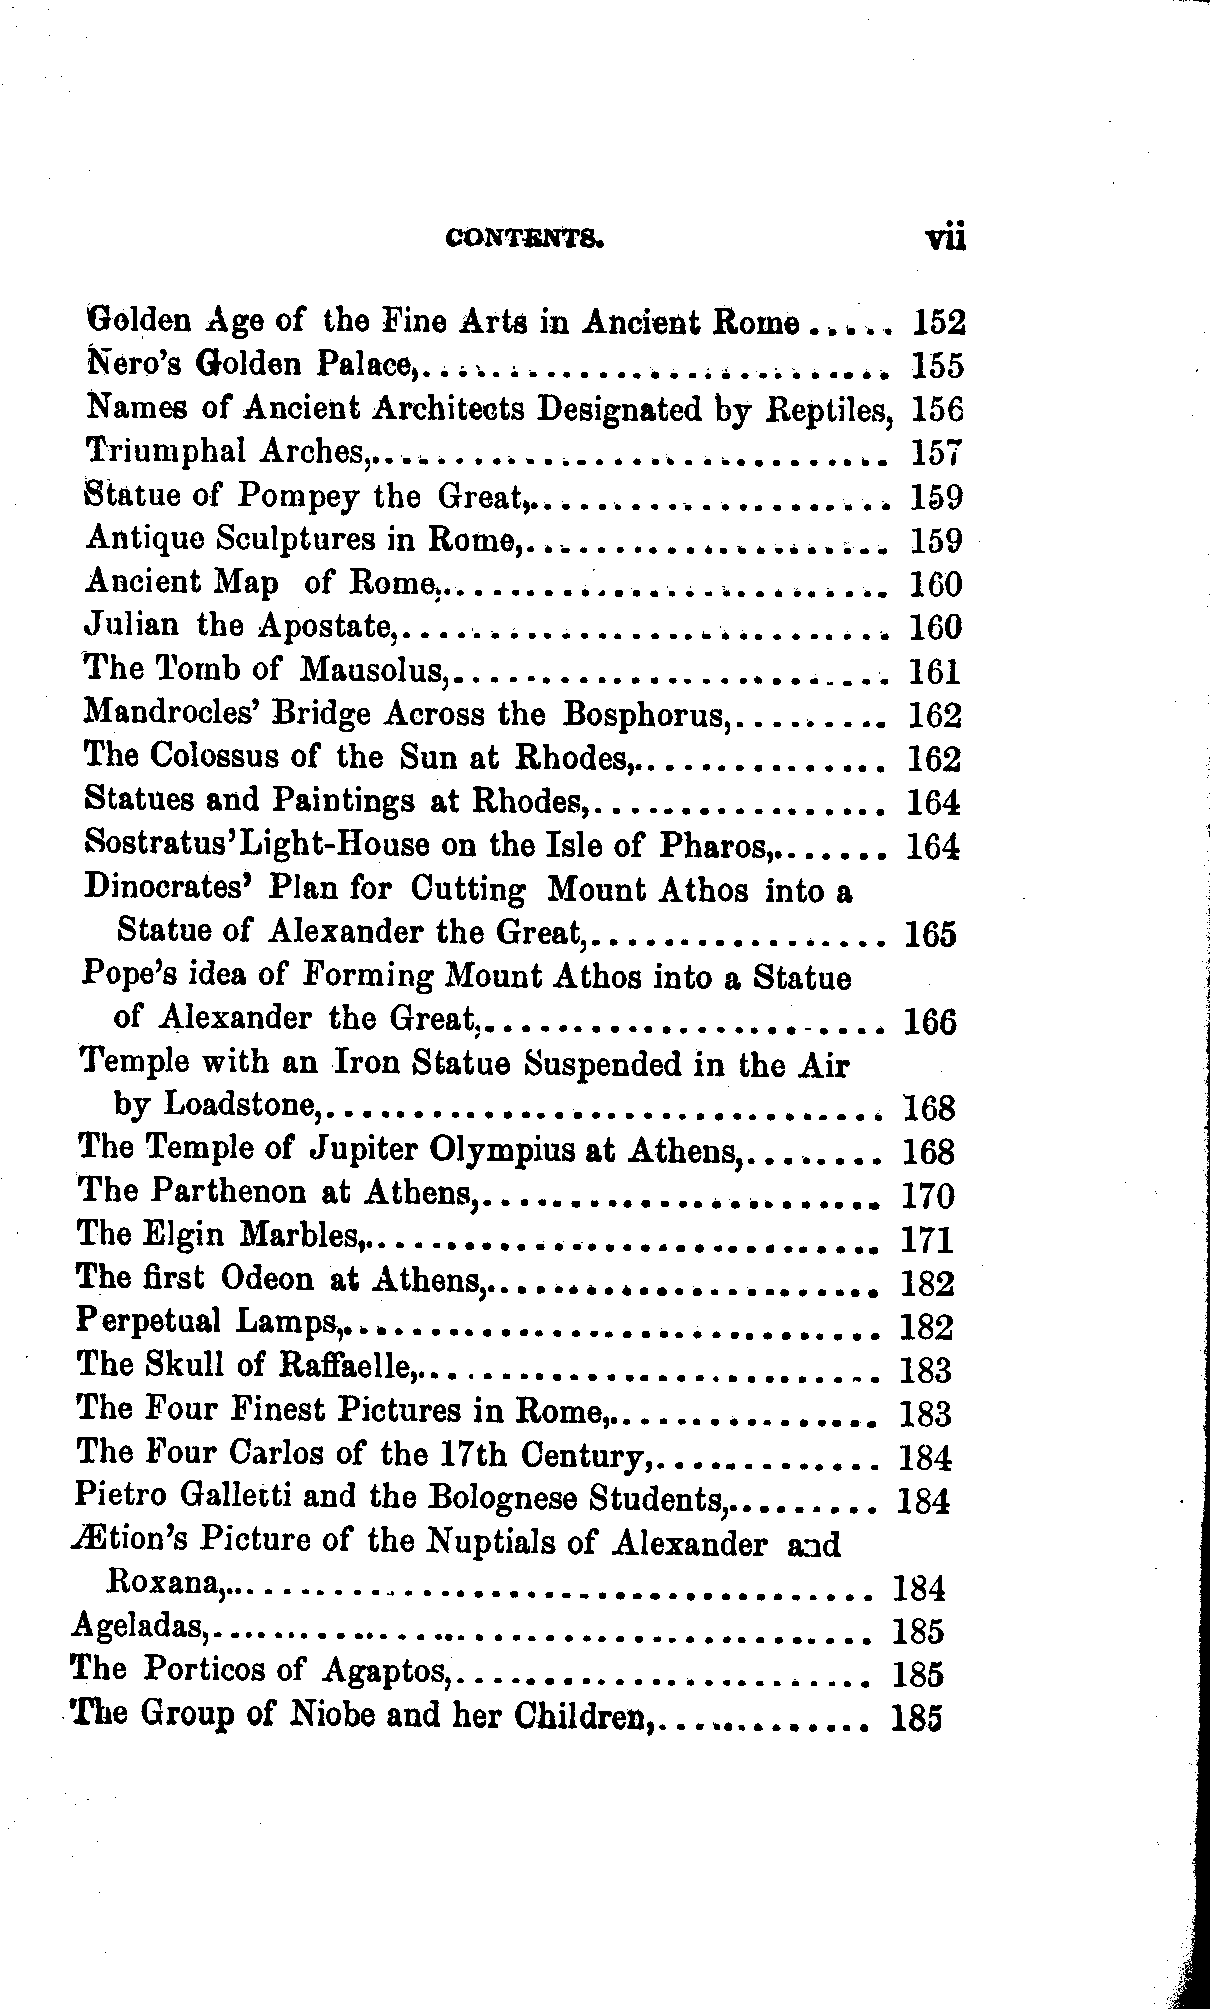 CONTENTS. vii
Golden Age of the Fine Arts in Ancient Rome ..... 152
Nero's Golden Palace,........................... 155
Names of Ancient Architects Designated by Reptiles, 156
Triumphal Arches,............................. 157
Statue of Pompey the Great,..................... 159
Antique Sculptures in Rome,..................... 159
Ancient Map of Rome,.......................... 160
Julian the Apostate,............................ 160
The Tomb of Mausolus,......................... 161
Mandrocles' Bridge Across the Bosphorus,......... 162
The Colossus of the Sun at Rhodes,............... 162
Statues and Paintings at Rhodes,................. 164
Sostratus'Light-House on the Isle of Pharos,....... 164
Dinocrates' Plan for Cutting Mount Athos into a
Statue of Alexander the Great,................. 165
Pope's idea of Forming Mount Athos into a Statue
of Alexander the Great,....................... 166
Temple with an Iron Statue Suspended in the Air
by Loadstone,................................ 168
The Temple of Jupiter Olympius at Athens,........ 168
The Parthenon at Athens,....................... 170
The Elgin Marbles,............................. 171
The first Odeon at Athens,....................... 182
Perpetual Lamps,............................... 182
The Skull of Raffaelle,........................... 183
The Four Finest Pictures in Rome,................ 183
The Four Carlos of the 17th Century,............. 184
Pietro Galletti and the Bolognese Students,......... 184
Ætion's Picture of the Nuptials of Alexander and
Roxana,..................................... 184
Ageladas,...................................... 185
The Porticos of Agaptos,........................ 185
The Group of Niobe and her Children,............. 185